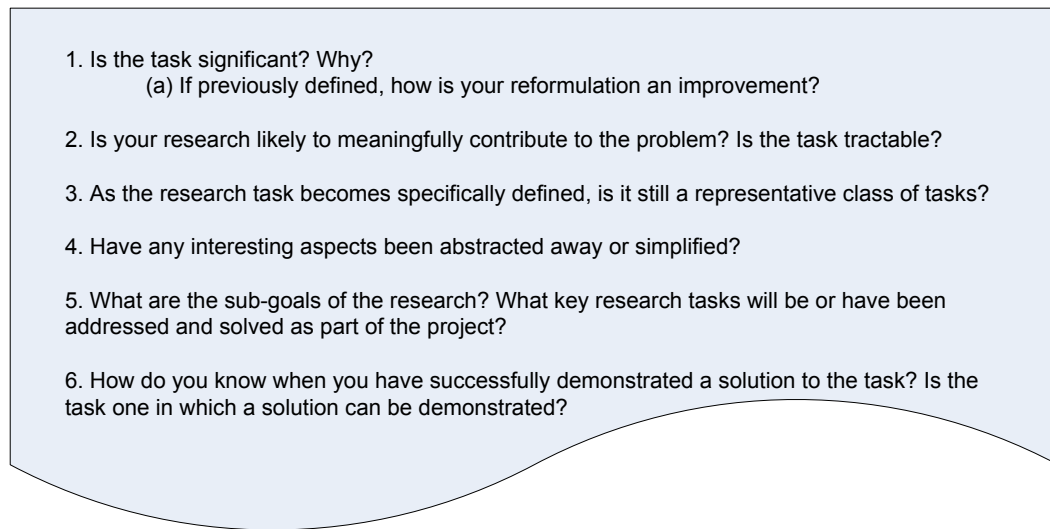 1. Is the task significant? Why?
(a) If previously defined, how is your reformulation an improvement?
2. Is your research likely to meaningfully contribute to the problem? Is the task tractable?
3. As the research task becomes specifically defined, is it still a representative class of tasks?
4. Have any interesting aspects been abstracted away or simplified?
5. What are the sub-goals of the research? What key research tasks will be or have been
addressed and solved as part of the project?
6. How do you know when you have successfully demonstrated a solution to the task? Is the
task one in which a solution can be demonstrated?